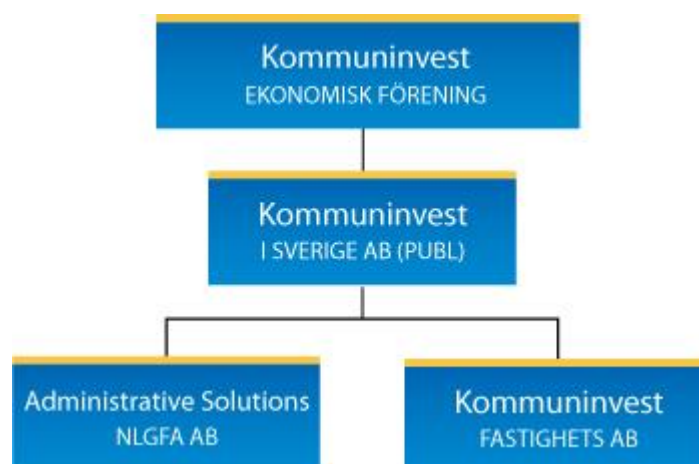 Kommuninvest
EKONOMISK FÖRENING
Kommuninvest
I SVERIGE AB (PUBL)
Administrative Solutions
NLGFA AB
Kommuninvest
FASTIGHETS AB